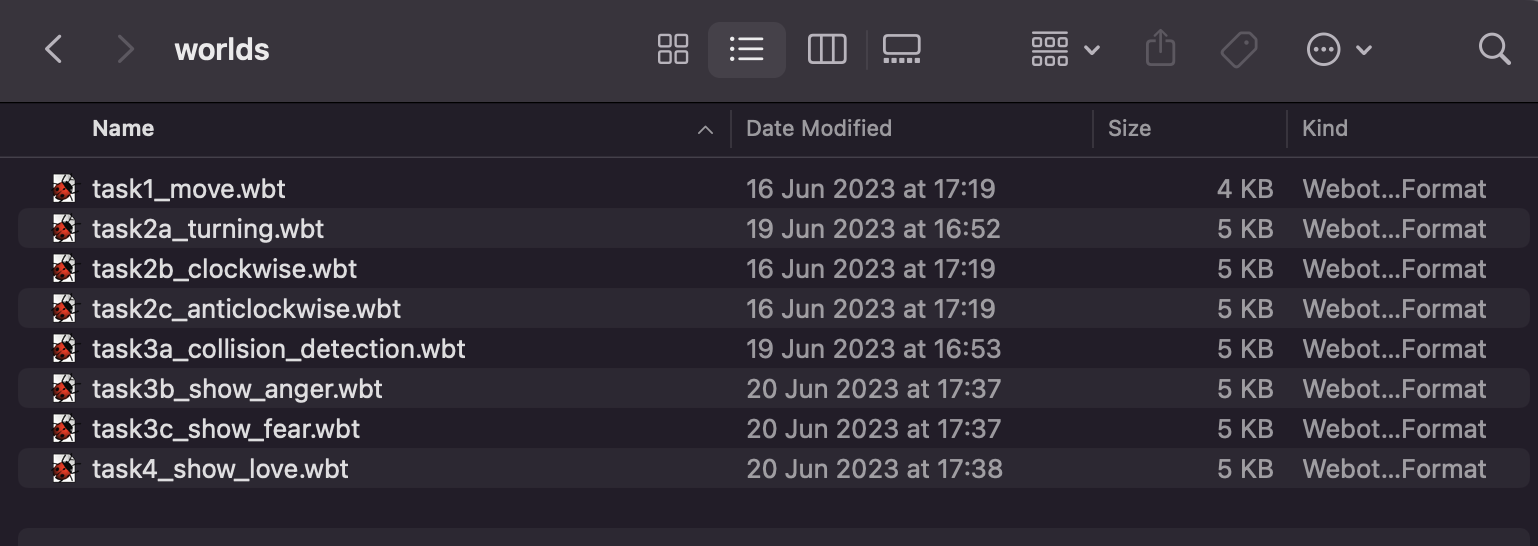 worlds
Name Date Modified Size Kind
task1_move.wbt 16 Jun 2023 at 17:19 4 KB Webot...Format
task2a_turning.wbt 19 Jun 2023 at 16:52 5 KB Webot...Format
task2b_clockwise.wbt 16 Jun 2023 at 17:19 5 KB Webot...Format
task2c_anticlockwise.wbt 16 Jun 2023 at 17:19 5 KB Webot...Format
task3a_collision_detection.wbt 19 Jun 2023 at 16:53 5 KB Webot...Format
task3b_show_anger.wbt 20 Jun 2023 at 17:37 5 KB Webot...Format
task3c_show_fear.wbt 20 Jun 2023 at 17:37 5 KB Webot...Format
task4_show_love.wbt 20 Jun 2023 at 17:38 5 KB Webot...Format